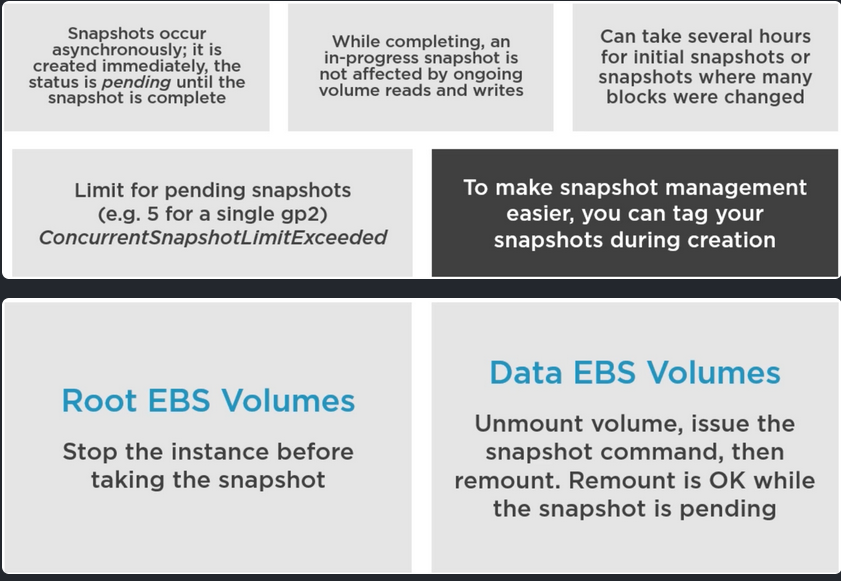 Snapshots occur
asynchronously; it is
created immediately, the
status is pending until the
snapshot is complete
While completing, an
in-progress snapshot is
not affected by ongoing
volume reads and writes
Can take several hours
for initial snapshots or
snapshots where many
blocks were changed
Limit for pending snapshots
(e.g. 5 for a single gp2)
ConcurrentSnapshotLimitExceeded
To make snapshot management
easier, you can tag your
snapshots during creation
Root EBS Volumes
Stop the instance before
taking the snapshot
Data EBS Volumes
Unmount volume, issue the
snapshot command, then
remount. Remount is OK while
the snapshot is pending